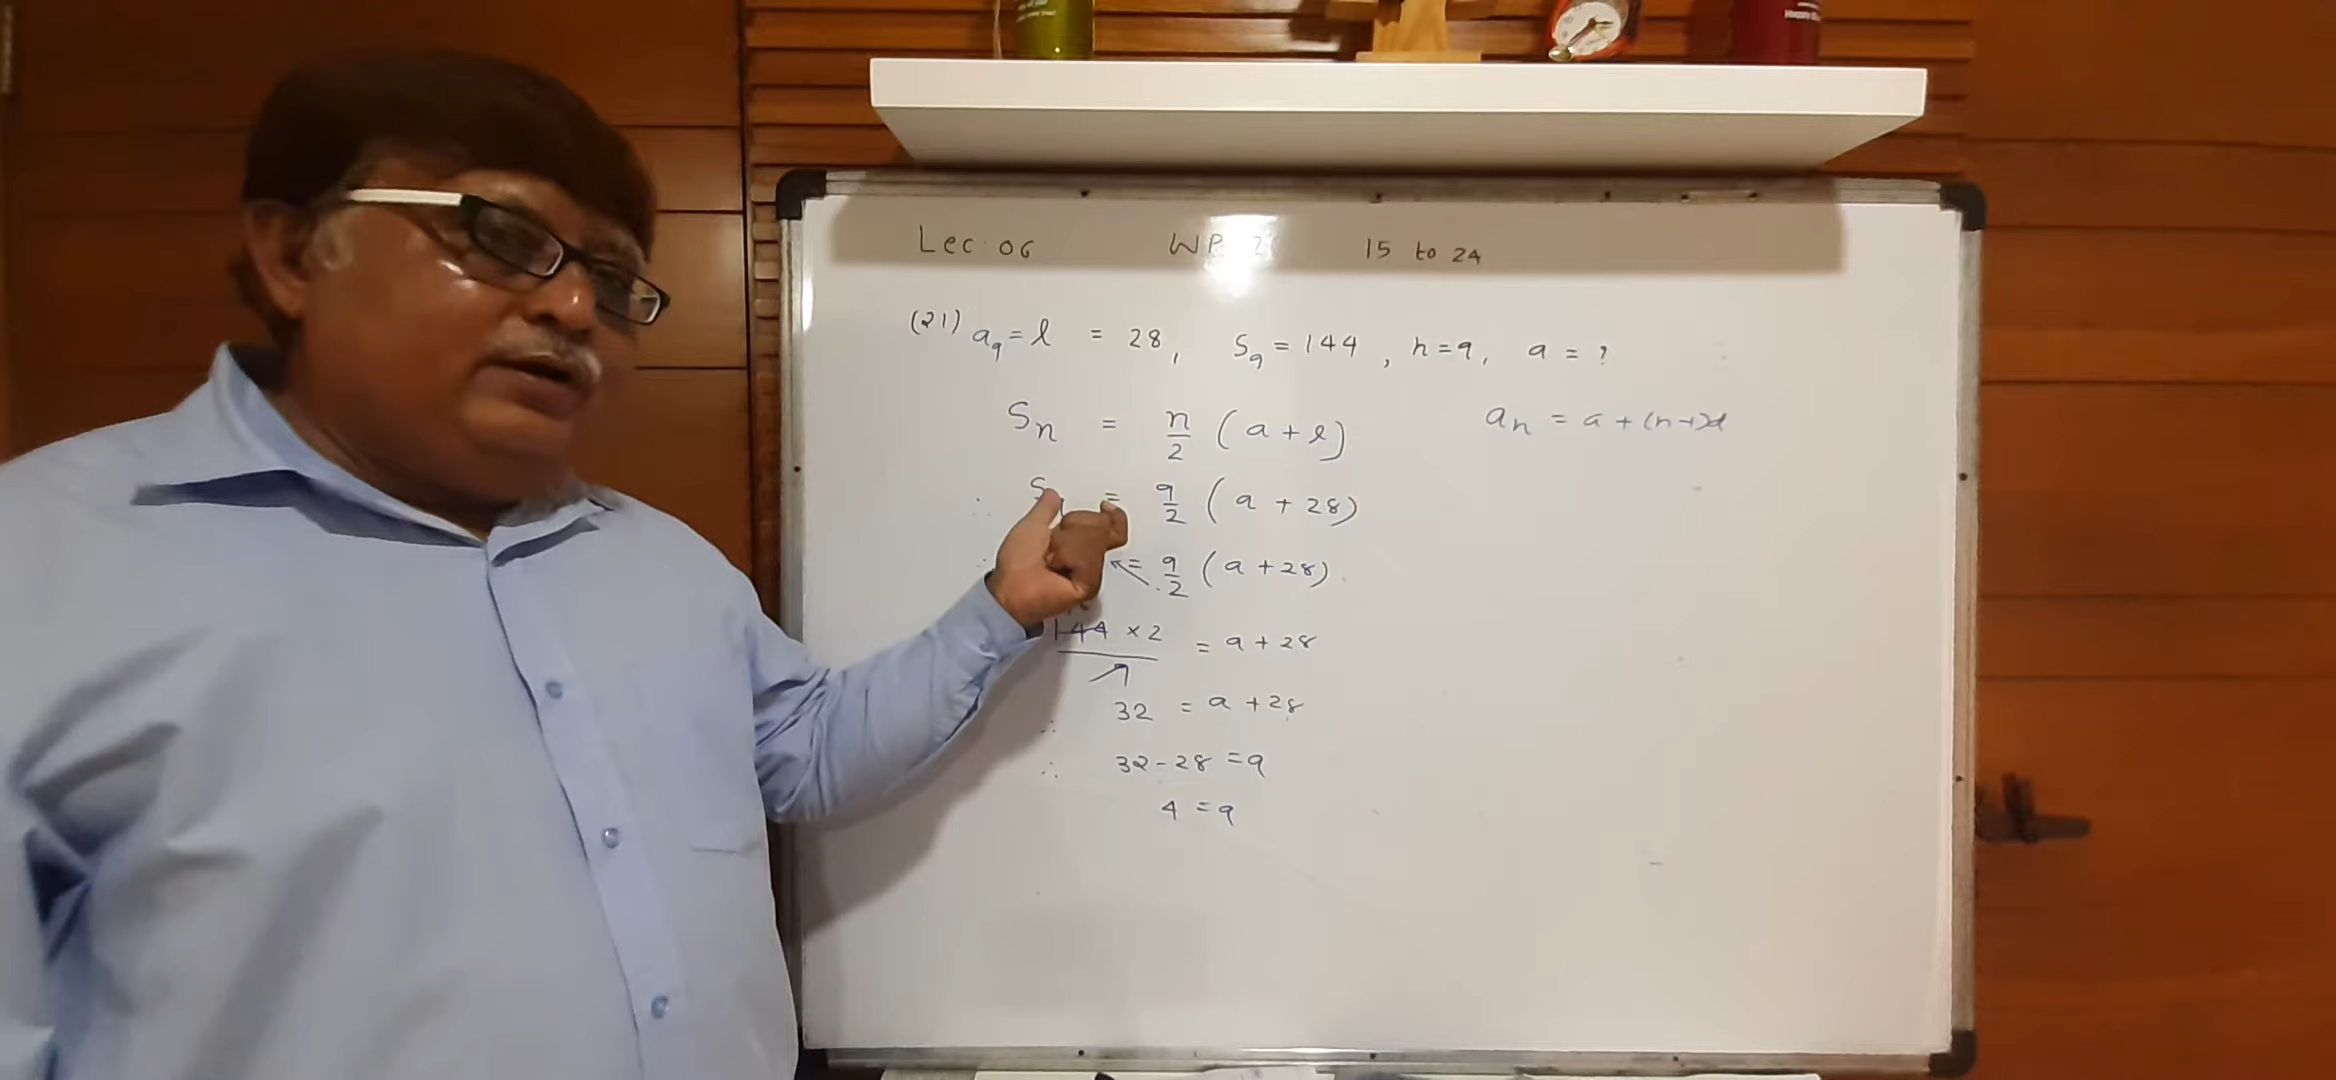 Lec 06 WP 2 15 to 24
(21) a₉ = l = 28, S₉ = 144, n=9, a = ?
Sₙ = n/2 (a + l)
aₙ = a + (n-1)d
∴ S = 9/2 (a + 28)
∴ = 9/2 (a + 28)
144 × 2 = a + 28
∴ 32 = a + 28
∴ 32 - 28 = a
4 = a